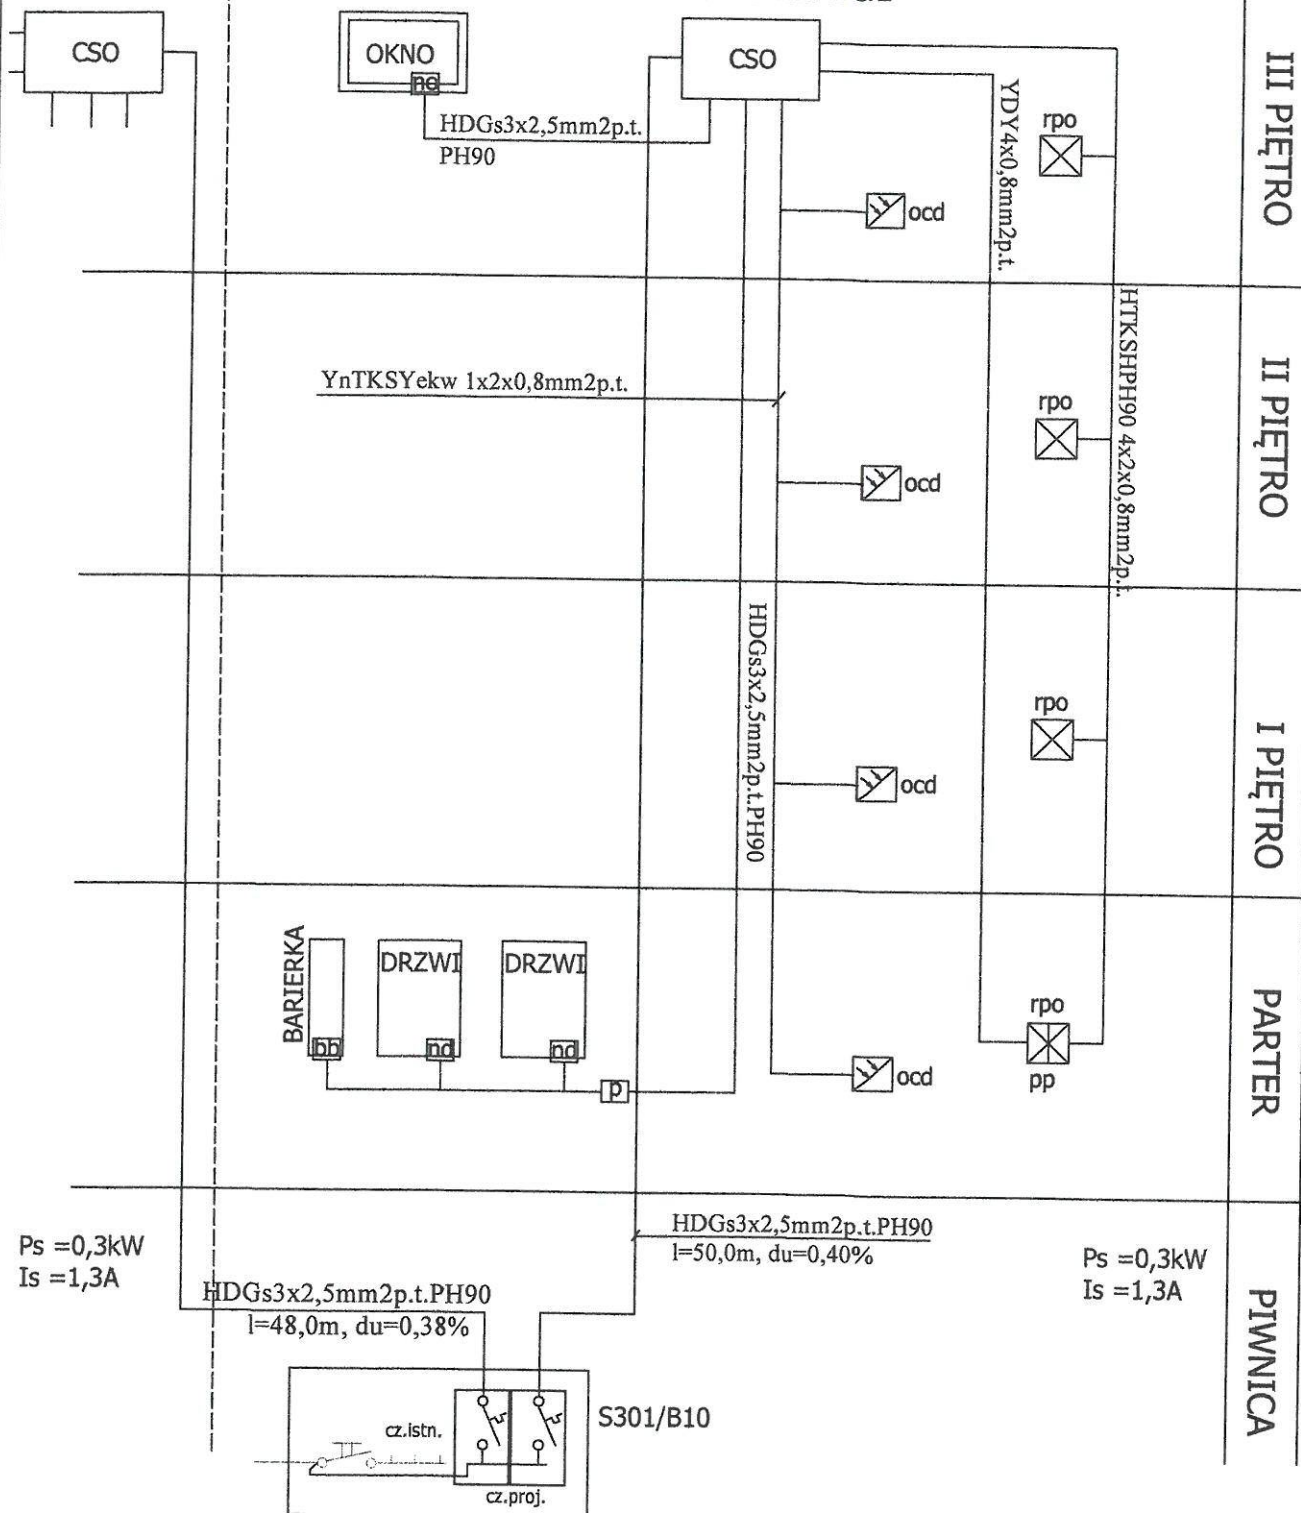 CSO
OKNO
no
CSO
HDGs3x2,5mm2p.t.
PH90
YDY4x0,8mm2p.t.
rpo
ocd
III PIĘTRO
YnTKSYekw 1x2x0,8mm2p.t.
HTKSHPH90 4x2x0,8mm2p.t.
rpo
ocd
II PIĘTRO
HDGs3x2,5mm2p.t.PH90
rpo
ocd
I PIĘTRO
BARIERKA
DRZWI
DRZWI
bb
nd
nd
p
ocd
rpo
pp
PARTER
Ps =0,3kW
Is =1,3A
HDGs3x2,5mm2p.t.PH90
l=48,0m, du=0,38%
HDGs3x2,5mm2p.t.PH90
l=50,0m, du=0,40%
Ps =0,3kW
Is =1,3A
PIWNICA
cz.istn.
S301/B10
cz.proj.